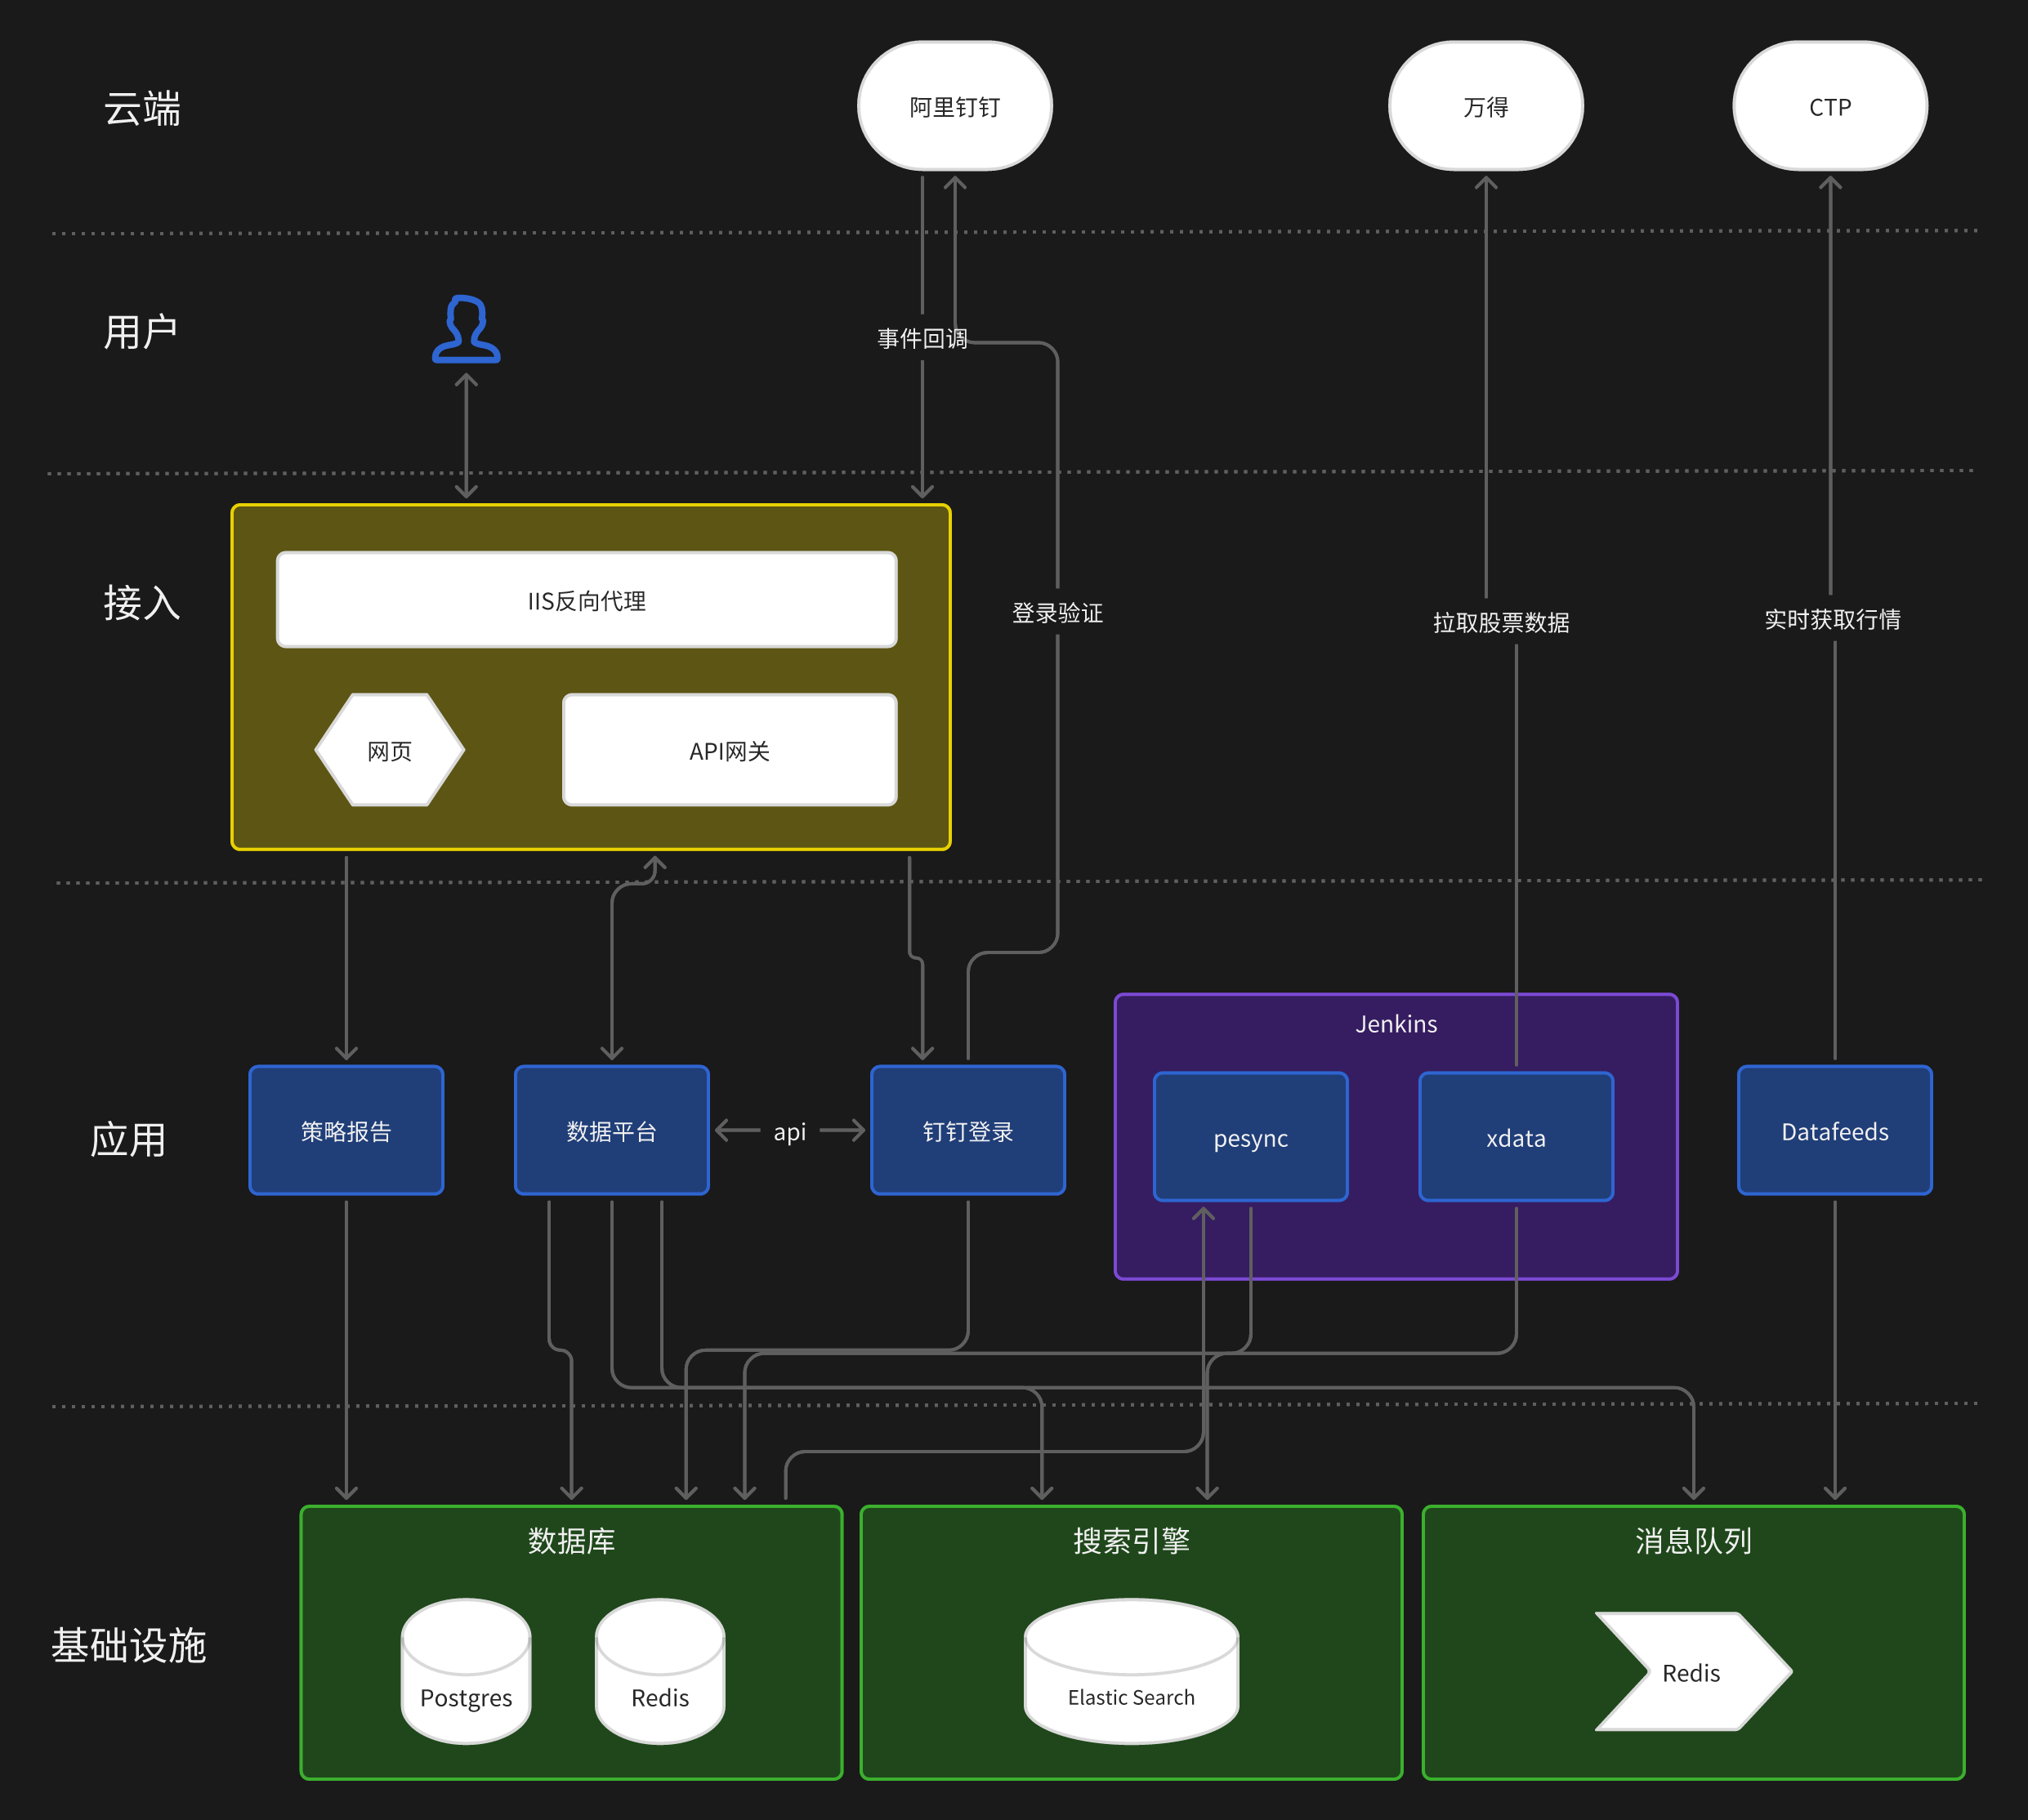 云端
阿里钉钉
万得
CTP
用户
事件回调
接入
IIS反向代理
登录验证
拉取股票数据
实时获取行情
网页
API网关
Jenkins
应用
策略报告
数据平台
api
钉钉登录
pesync
xdata
Datafeeds
数据库
搜索引擎
消息队列
基础设施
Postgres
Redis
Elastic Search
Redis